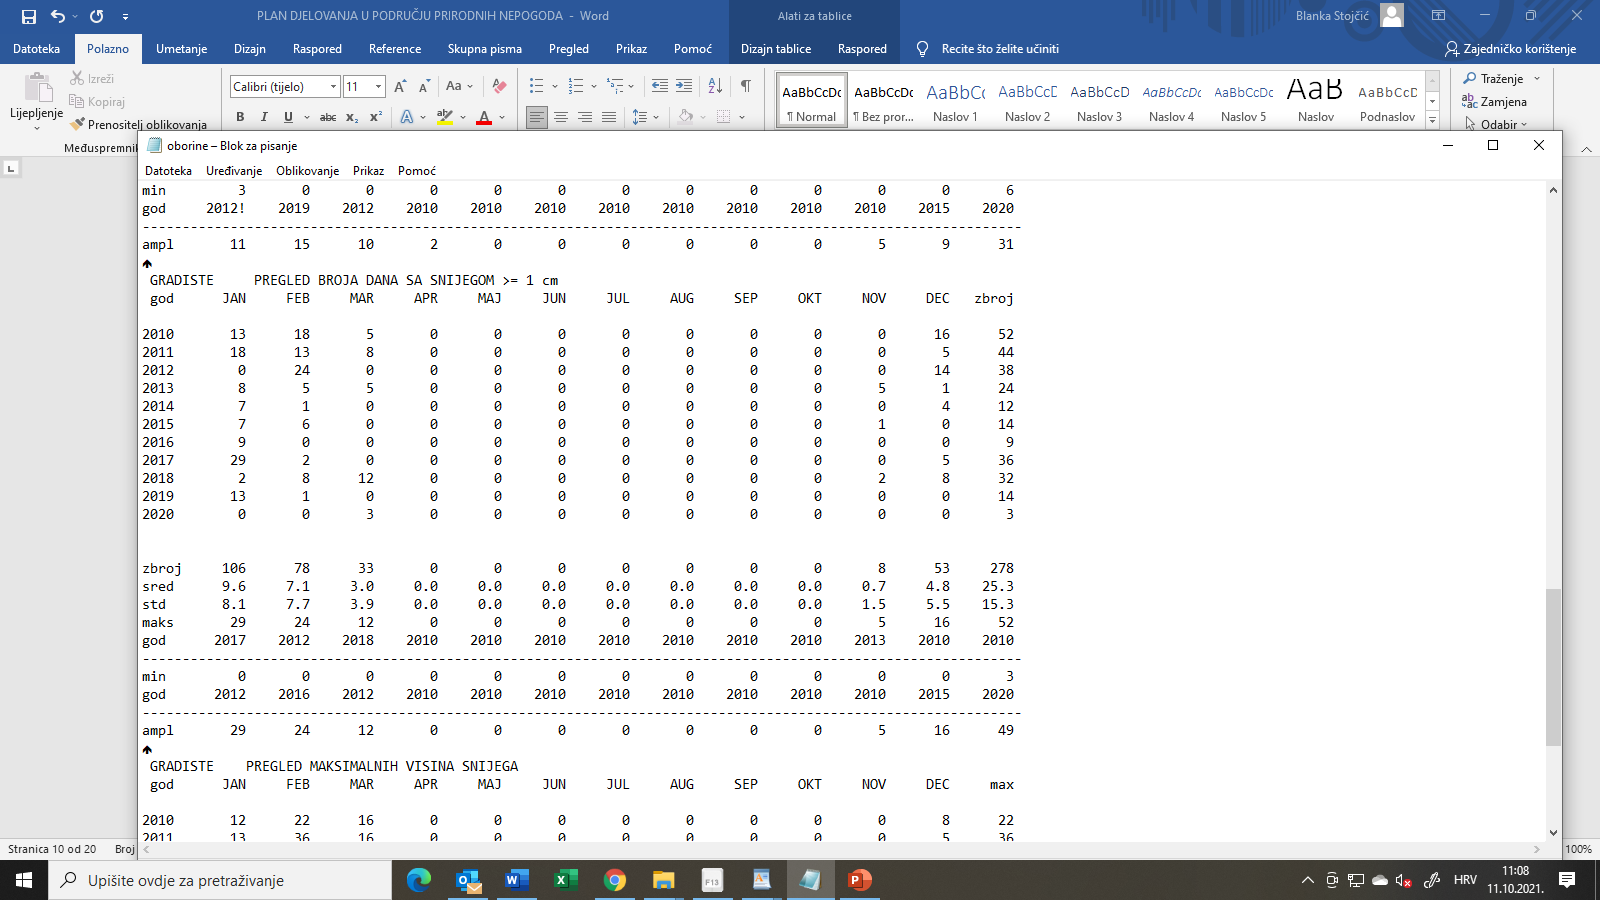 PLAN DJELOVANJA U PODRUČJU PRIRODNIH NEPOGODA - Word
Alati za tablice
Blanka Stojčić
Datoteka Polazno Umetanje Dizajn Raspored Reference Skupna pisma Pregled Prikaz Pomoć Dizajn tablice Raspored Recite što želite učiniti Zajedničko korištenje
Lijepljenje
Izreži
Kopiraj
Prenositelj oblikovanja
Calibri (tijelo) 11
AaBbCcDc AaBbCcDc AaBbCc AaBbCcD AaBbCcD AaBbCcDc AaBbCcDc AaB AaBbCcD
¶ Normal ¶ Bez pror... Naslov 1 Naslov 2 Naslov 3 Naslov 4 Naslov 5 Naslov Podnaslov
Traženje
Zamjena
Odabir
oborine – Blok za pisanje
Datoteka Uređivanje Oblikovanje Prikaz Pomoć
min 3 0 0 0 0 0 0 0 0 0 0 0 6
god 2012! 2019 2012 2010 2010 2010 2010 2010 2010 2010 2010 2015 2020
ampl 11 15 10 2 0 0 0 0 0 0 5 9 31
GRADISTE PREGLED BROJA DANA SA SNIJEGOM >= 1 cm
god JAN FEB MAR APR MAJ JUN JUL AUG SEP OKT NOV DEC zbroj
2010 13 18 5 0 0 0 0 0 0 0 0 16 52
2011 18 13 8 0 0 0 0 0 0 0 0 5 44
2012 0 24 0 0 0 0 0 0 0 0 0 14 38
2013 8 5 5 0 0 0 0 0 0 0 5 1 24
2014 7 1 0 0 0 0 0 0 0 0 0 4 12
2015 7 6 0 0 0 0 0 0 0 0 1 0 14
2016 9 0 0 0 0 0 0 0 0 0 0 0 9
2017 29 2 0 0 0 0 0 0 0 0 0 5 36
2018 2 8 12 0 0 0 0 0 0 0 2 8 32
2019 13 1 0 0 0 0 0 0 0 0 0 0 14
2020 0 0 3 0 0 0 0 0 0 0 0 0 3
zbroj 106 78 33 0 0 0 0 0 0 0 8 53 278
sred 9.6 7.1 3.0 0.0 0.0 0.0 0.0 0.0 0.0 0.0 0.7 4.8 25.3
std 8.1 7.7 3.9 0.0 0.0 0.0 0.0 0.0 0.0 0.0 1.5 5.5 15.3
maks 29 24 12 0 0 0 0 0 0 0 5 16 52
god 2017 2012 2018 2010 2010 2010 2010 2010 2010 2010 2013 2010 2010
min 0 0 0 0 0 0 0 0 0 0 0 0 3
god 2012 2016 2012 2010 2010 2010 2010 2010 2010 2010 2010 2015 2020
ampl 29 24 12 0 0 0 0 0 0 0 5 16 49
GRADISTE PREGLED MAKSIMALNIH VISINA SNIJEGA
god JAN FEB MAR APR MAJ JUN JUL AUG SEP OKT NOV DEC max
2010 12 22 16 0 0 0 0 0 0 0 0 8 22
2011 13 36 16 0 0 0 0 0 0 0 0 5 36
Stranica 10 od 20 Broj
100%
Upišite ovdje za pretraživanje
HRV
11:08
11.10.2021.